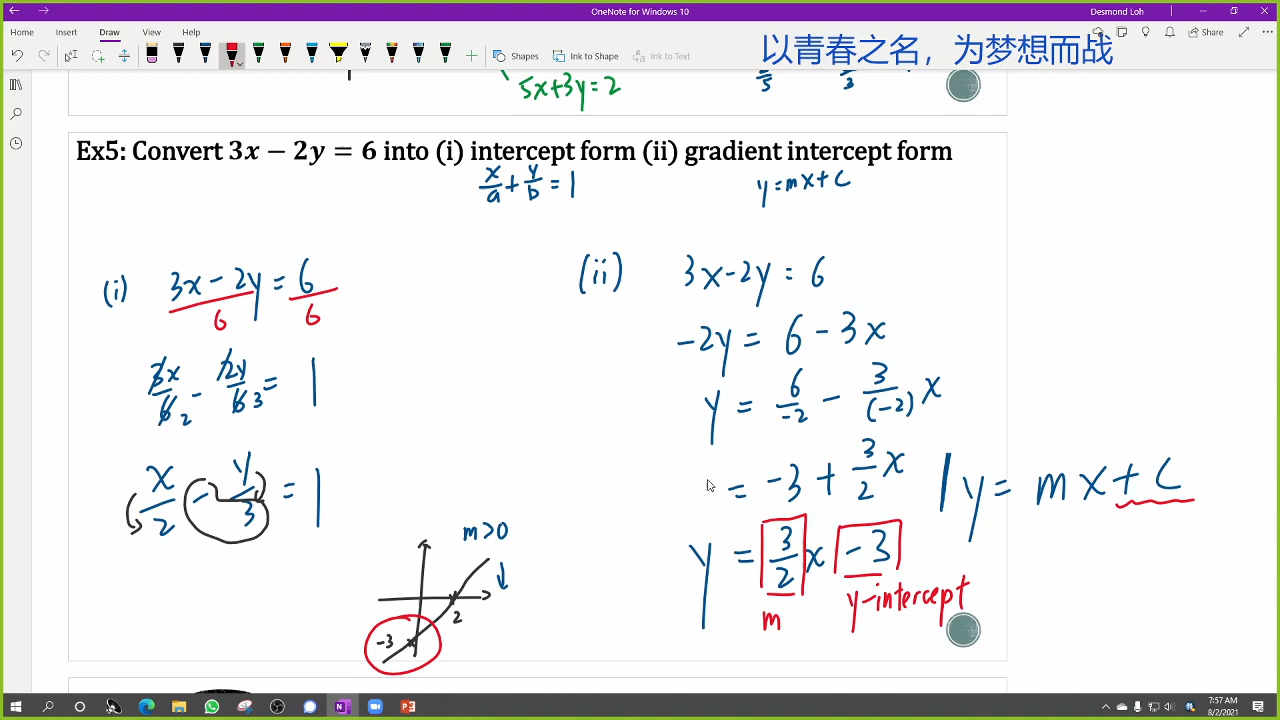 OneNote for Windows 10
Desmond Loh
Home Insert Draw View Help
Shapes Ink to Shape Ink to Text Share
以青春之名，为梦想而战
5x+3y=2
Ex5: Convert 3x − 2y = 6 into (i) intercept form (ii) gradient intercept form
x/a + y/b = 1
y=mx+c
(i) 3x − 2y = 6
6 6
3x/6 2 − 2y/6 3 = 1
x/2 − y/3 = 1
m>0
2
-3
(ii) 3x-2y = 6
-2y = 6 - 3x
y = 6/-2 - 3/(-2) x
= -3 + 3/2 x
y = mx + c
y = 3/2 x -3
m
y-intercept
7:57 AM
8/2/2021